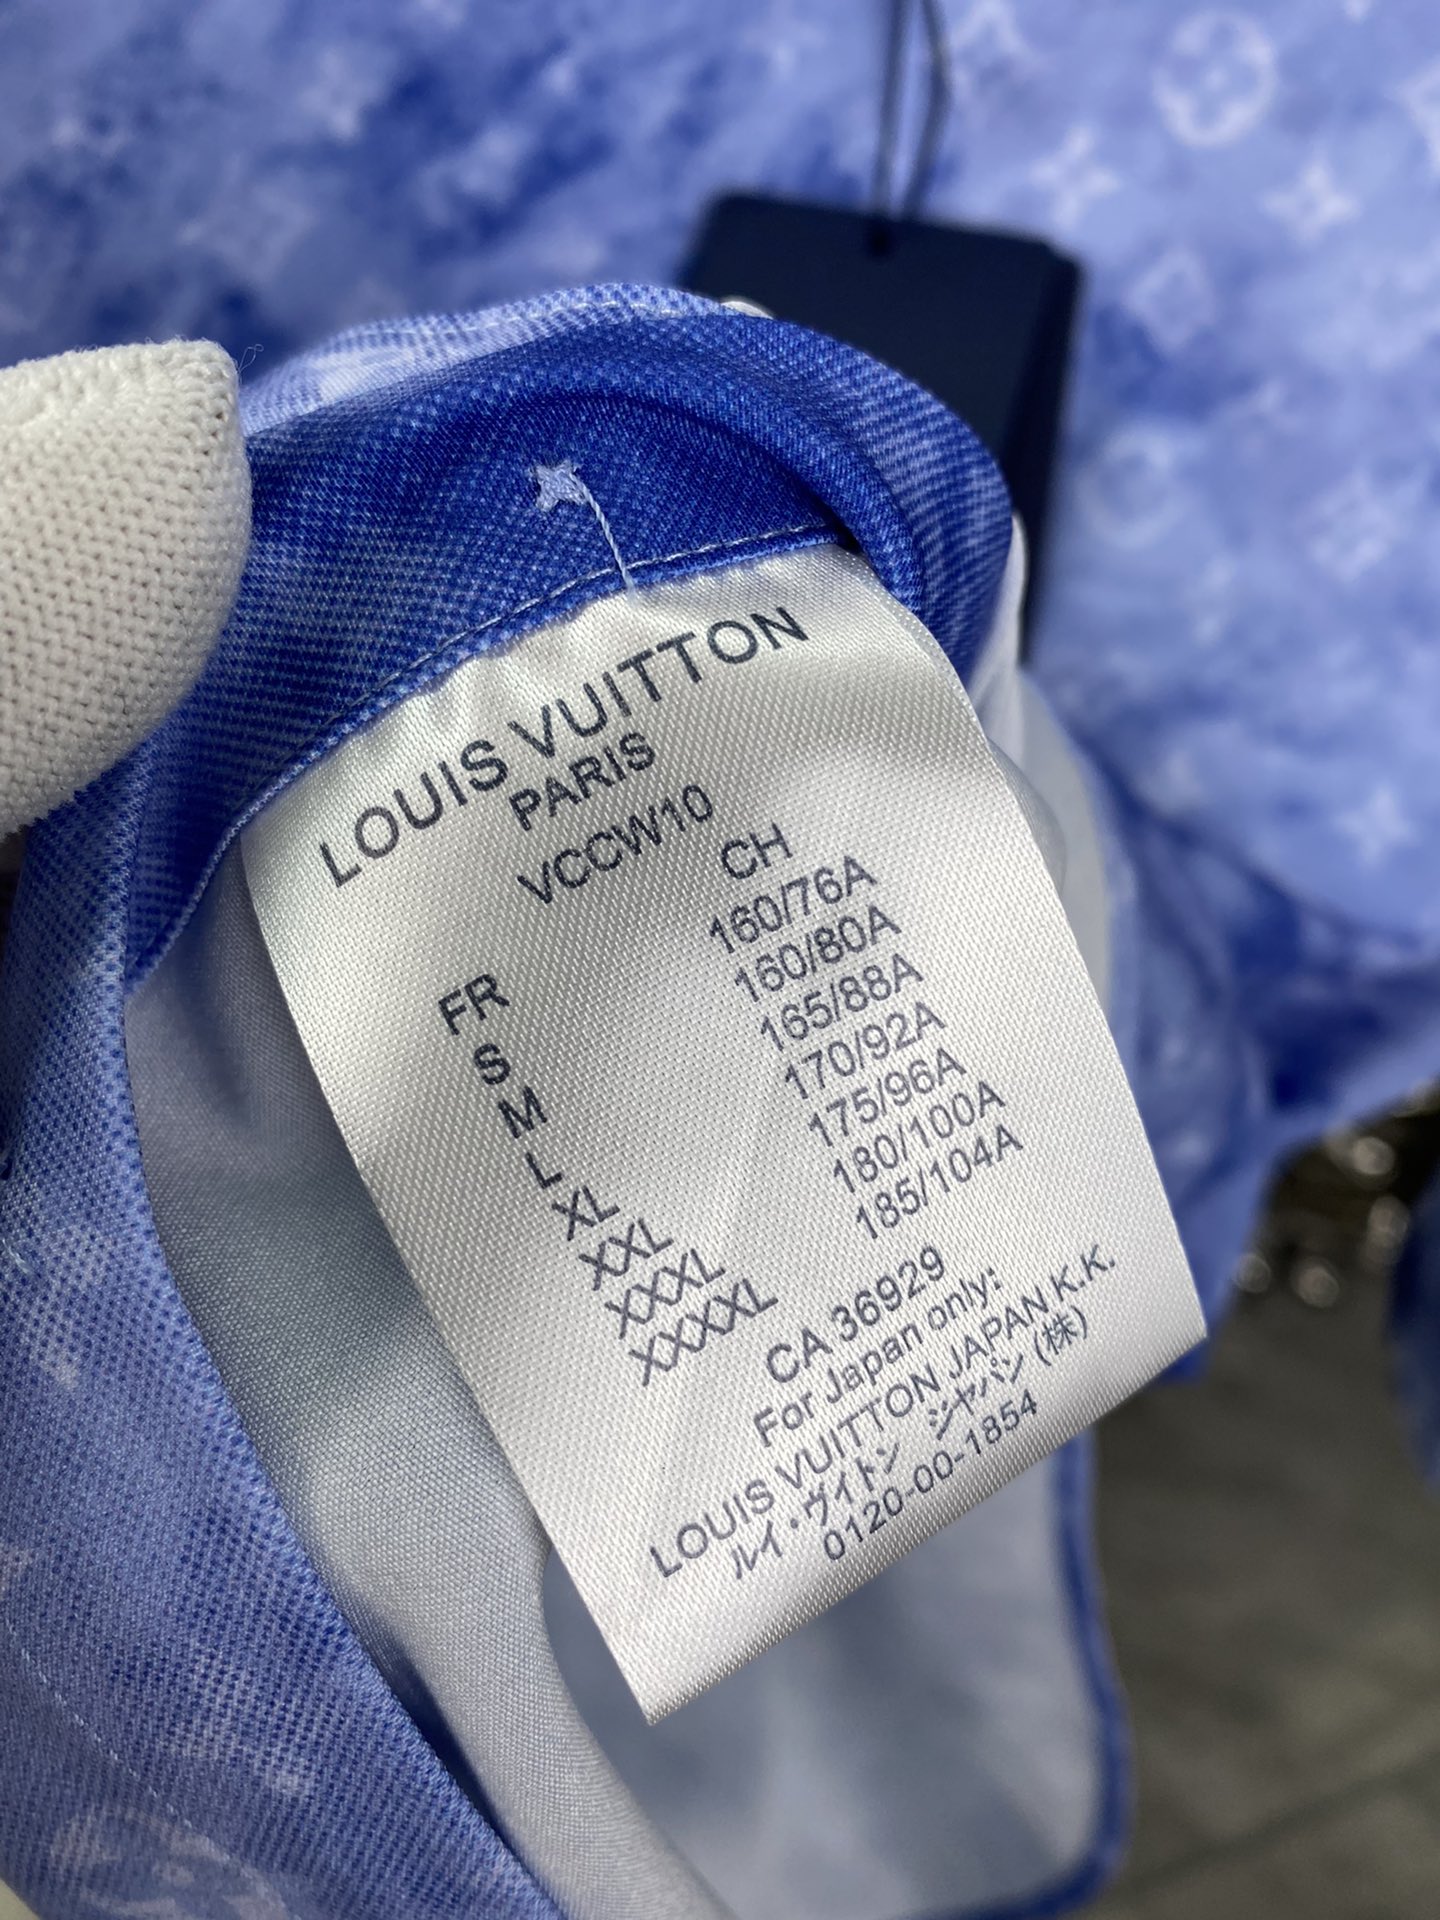 LOUIS VUITTON
PARIS
VCCW10
CH
160/76A
FR 160/80A
S 165/88A
M 170/92A
L 175/96A
XL 180/100A
XXL 185/104A
XXXL
XXXXL
CA 36929
For Japan only:
LOUIS VUITTON JAPAN K.K.
ルイ・ヴイトン ジヤパン (株)
0120-00-1854